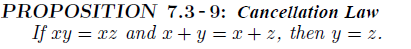 PROPOSITION 7.3-9: Cancellation Law
If xy = xz and x + y = x + z, then y = z.